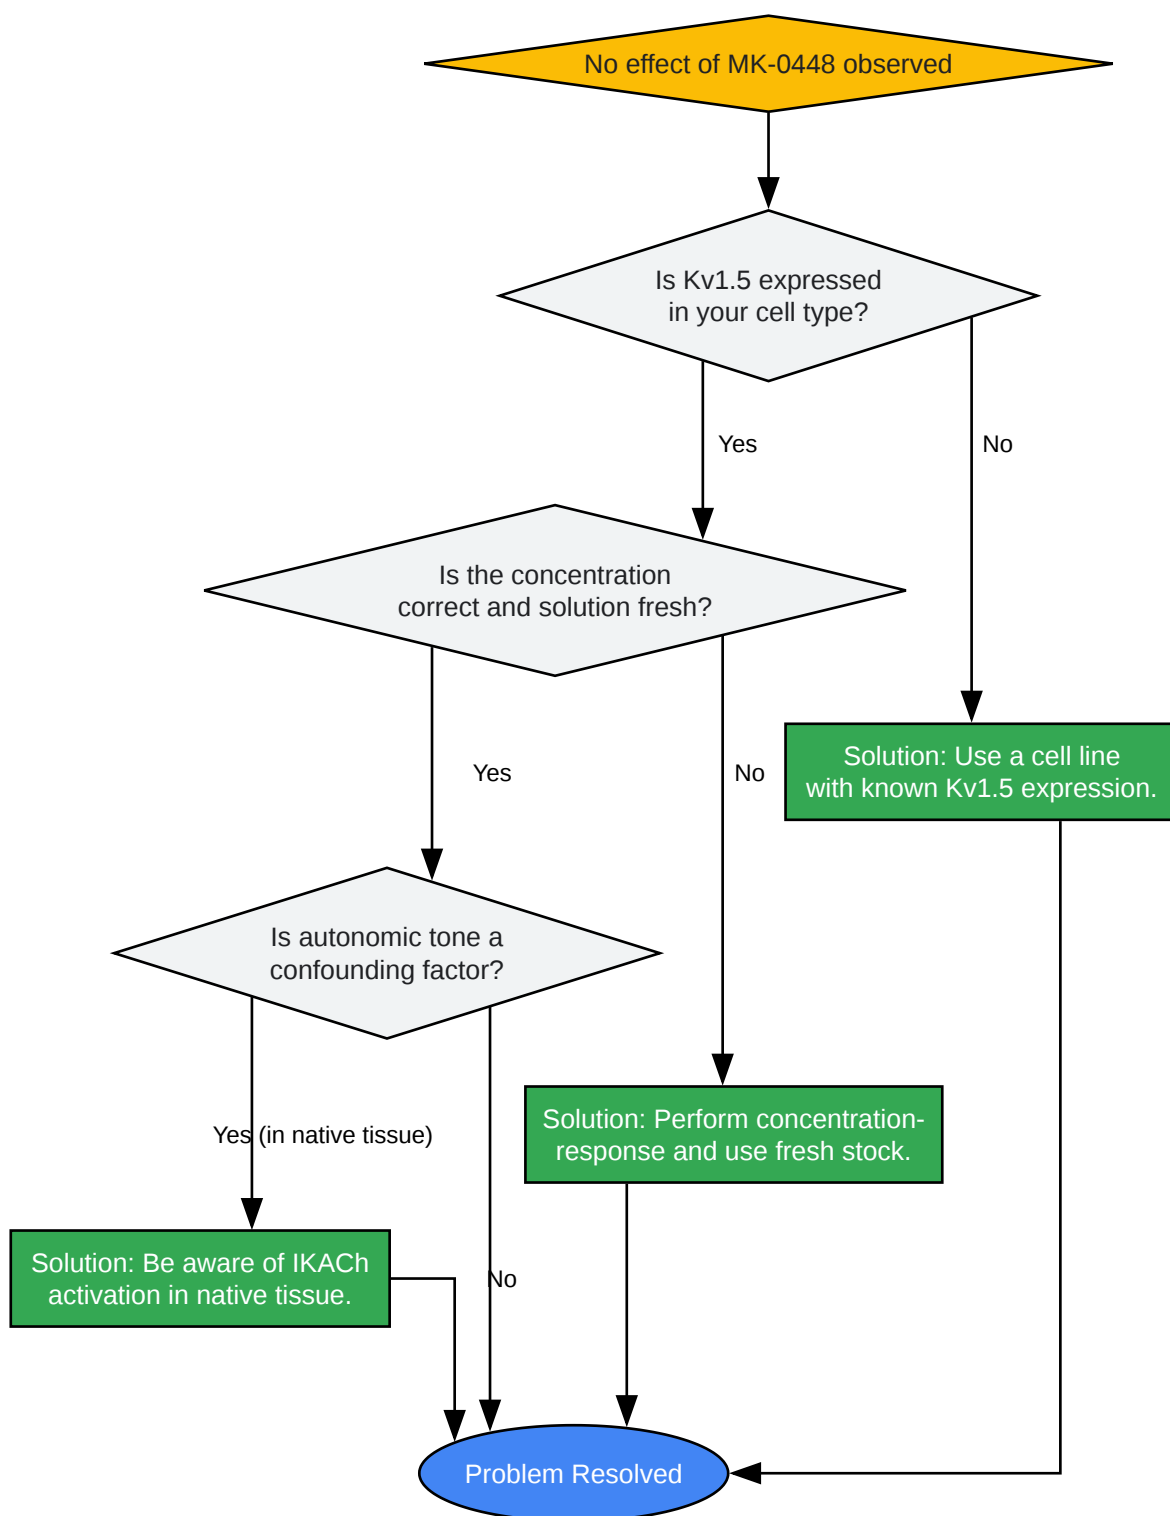 No effect of MK-0448 observed
Is Kv1.5 expressed
in your cell type?
Yes
No
Is the concentration
correct and solution fresh?
Yes
No
Solution: Use a cell line
with known Kv1.5 expression.
Is autonomic tone a
confounding factor?
Yes (in native tissue)
Solution: Perform concentration-
response and use fresh stock.
Solution: Be aware of IKACh
activation in native tissue.
No
Problem Resolved